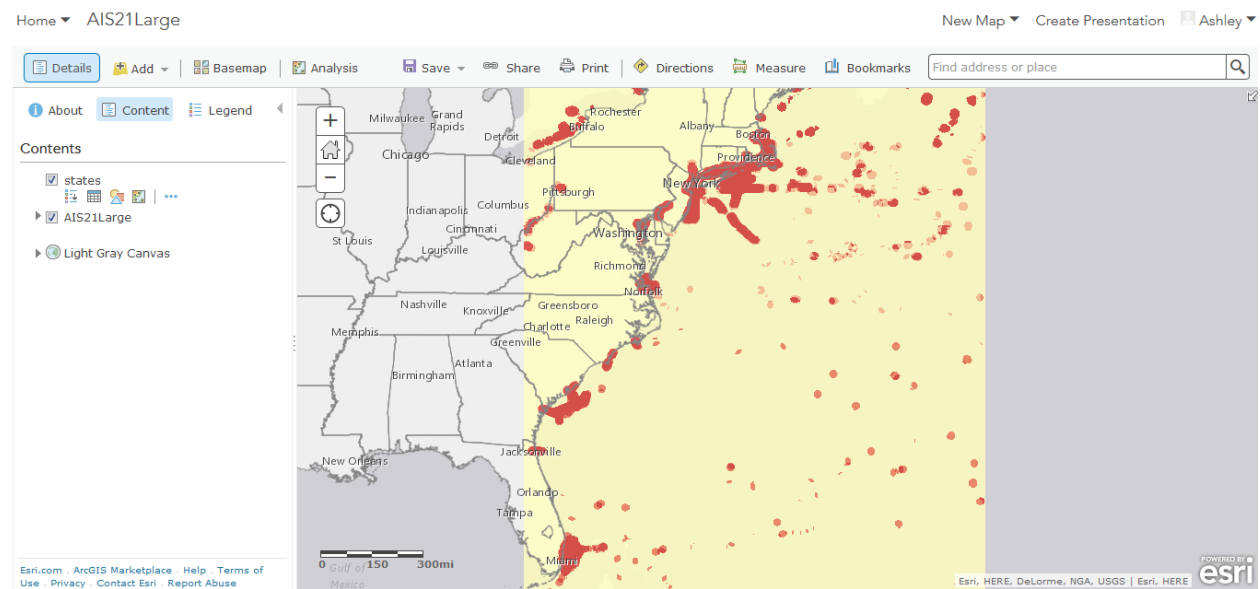 Home AIS21Large New Map Create Presentation Ashley
Details Add Basemap Analysis Save Share Print Directions Measure Bookmarks Find address or place
About Content Legend
Contents
states
AIS21Large
Light Gray Canvas
Esri.com . ArcGIS Marketplace . Help . Terms of
Use . Privacy . Contact Esri . Report Abuse
Rochester
Milwaukee
Grand
Rapids
Buffalo
Albany
Detroit
Boston
Chicago
Cleveland
Providence
New York
Pittsburgh
Columbus
Indianapolis
Cincinnati
Washington
St Louis
Louisville
Richmond
Norfolk
Nashville
Knoxville
Greensboro
Raleigh
Charlotte
Memphis
Greenville
Atlanta
Birmingham
Jacksonville
New Orleans
Orlando
Tampa
Miami
0 150 300mi
Gulf of
Mexico
Esri, HERE, DeLorme, NGA, USGS | Esri, HERE
POWERED BY
esri